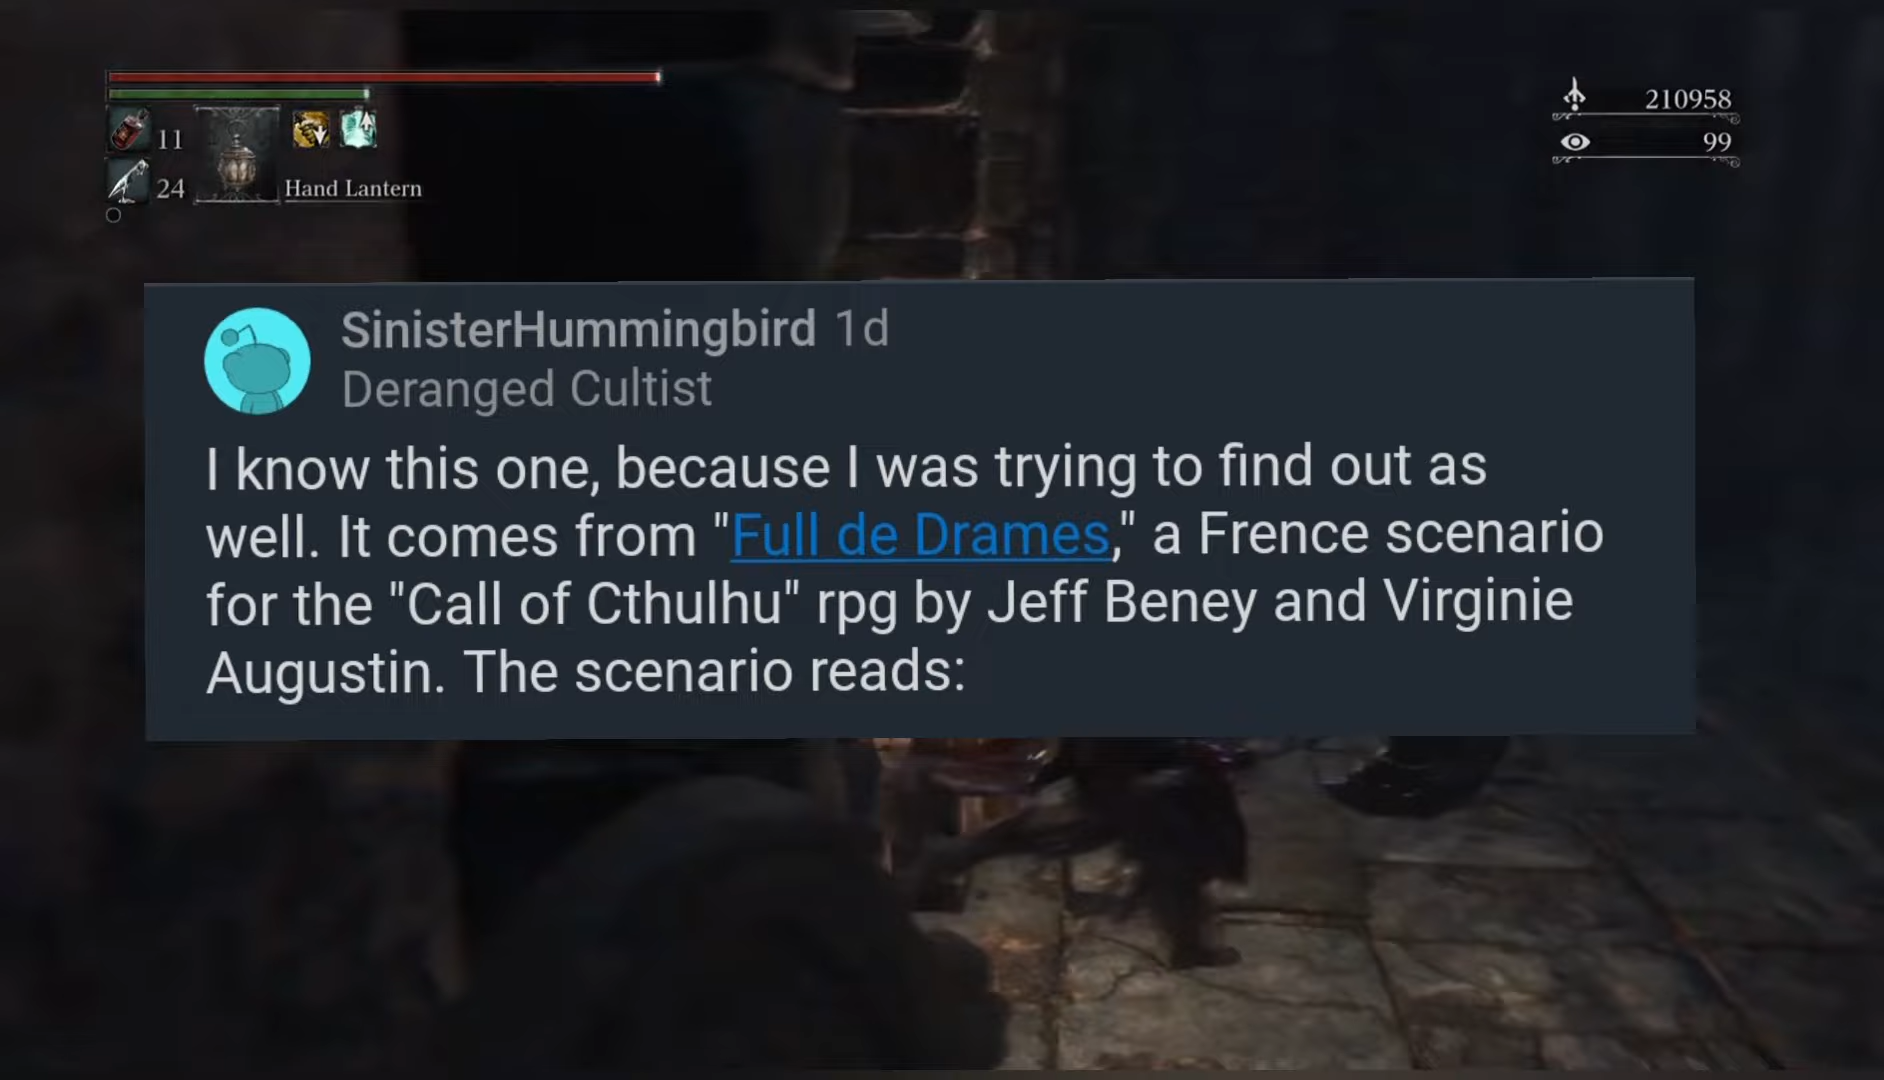 210958
11
99
24
Hand Lantern
SinisterHummingbird 1d
Deranged Cultist
I know this one, because I was trying to find out as
well. It comes from "Full de Drames," a Frence scenario
for the "Call of Cthulhu" rpg by Jeff Beney and Virginie
Augustin. The scenario reads: